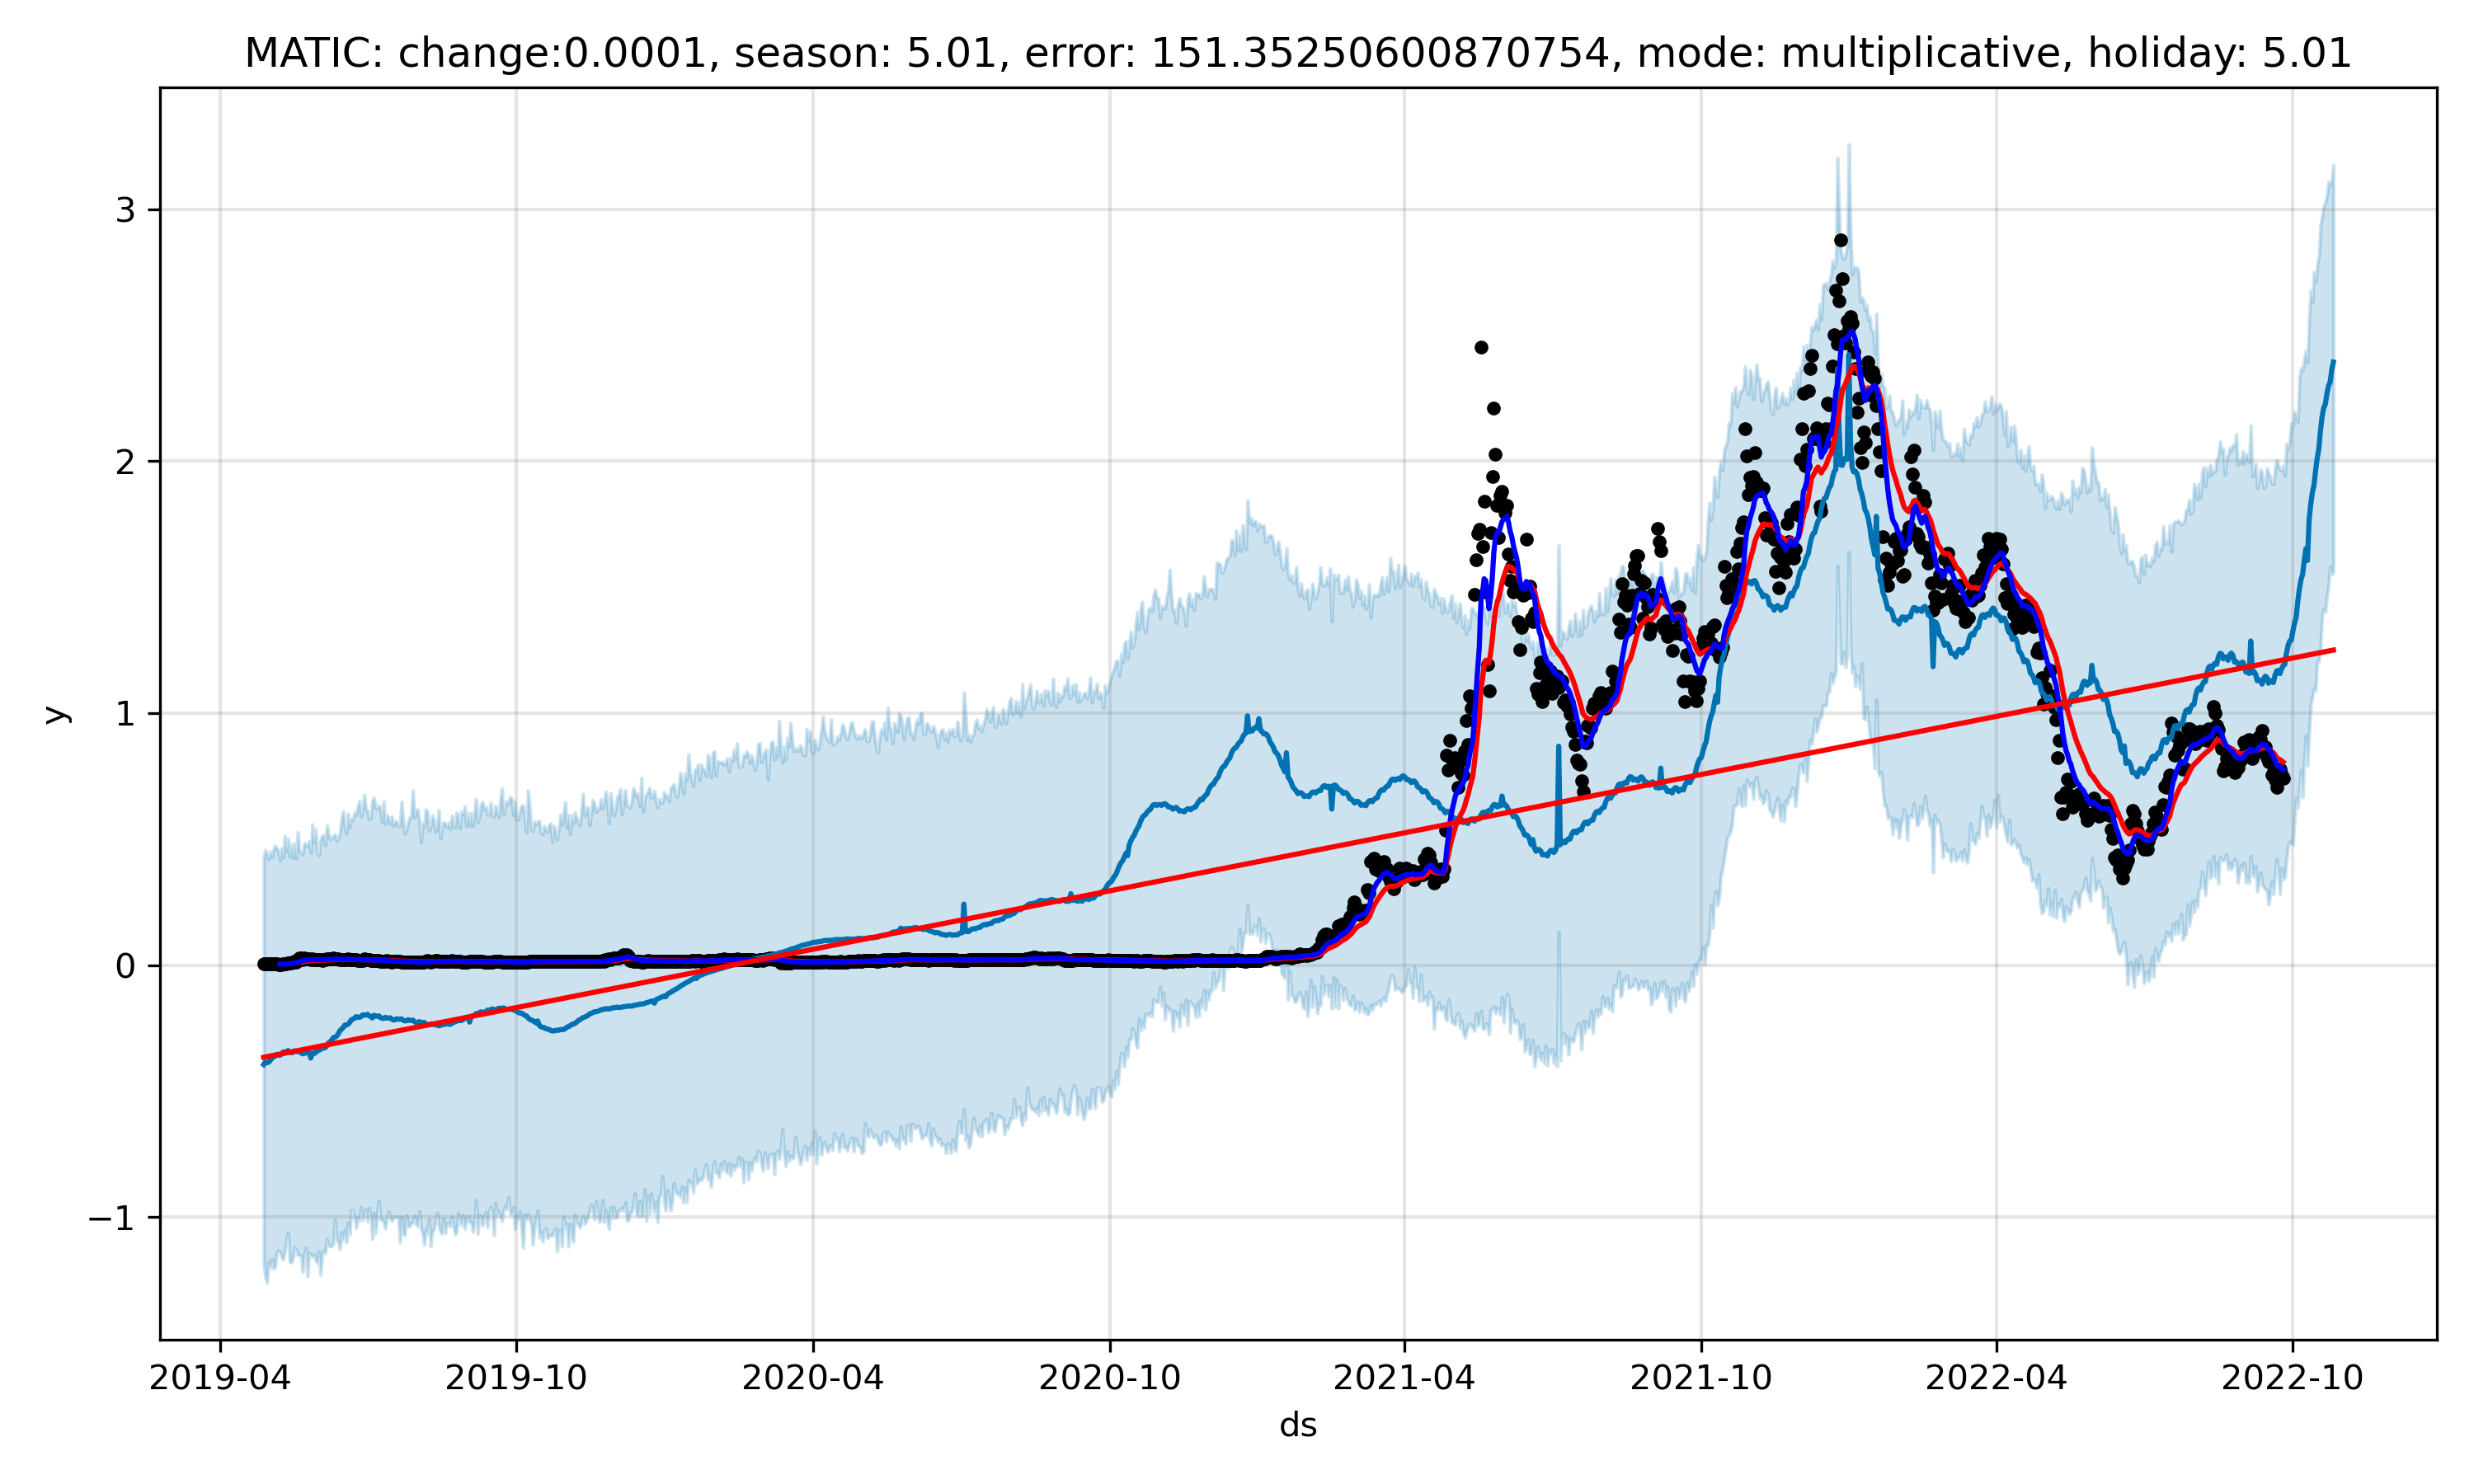 MATIC: change:0.0001, season: 5.01, error: 151.35250600870754, mode: multiplicative, holiday: 5.01
3
2
1
0
−1
y
2019-04 2019-10 2020-04 2020-10 2021-04 2021-10 2022-04 2022-10
ds